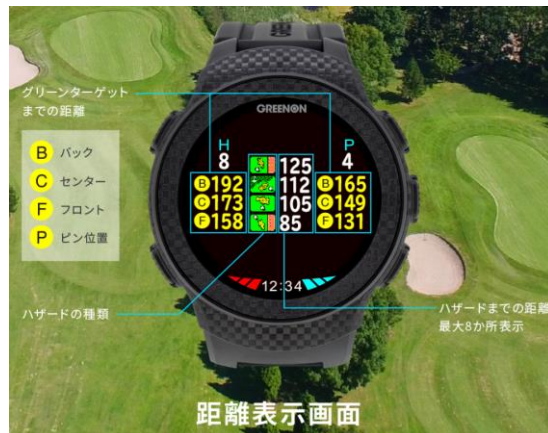 グリーンターゲット
までの距離
B バック
C センター
F フロント
P ピン位置
GREENON
H
8
P
4
125
112
105
85
B192
C173
F158
B165
C149
F131
12:34
ハザードの種類
ハザードまでの距離
最大8か所表示
距離表示画面